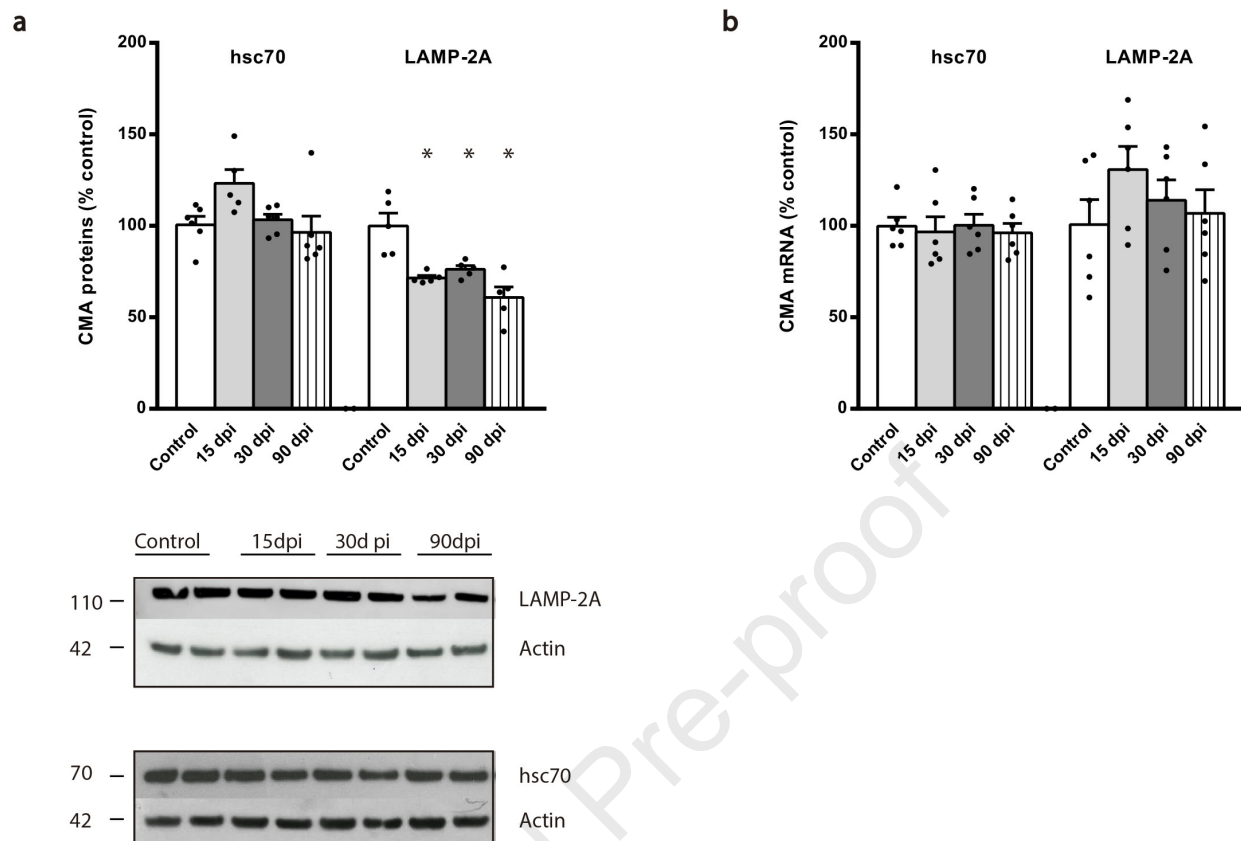 a
CMA proteins (% control)
200
150
100
50
0
hsc70
LAMP-2A
*
*
*
Control
15 dpi
30 dpi
90 dpi
Control
15 dpi
30 dpi
90 dpi
b
CMA mRNA (% control)
200
150
100
50
0
hsc70
LAMP-2A
Control
15 dpi
30 dpi
90 dpi
Control
15 dpi
30 dpi
90 dpi
Control
15dpi
30d pi
90dpi
110 –
LAMP-2A
42 –
Actin
70 –
hsc70
42 –
Actin
Pre-proof